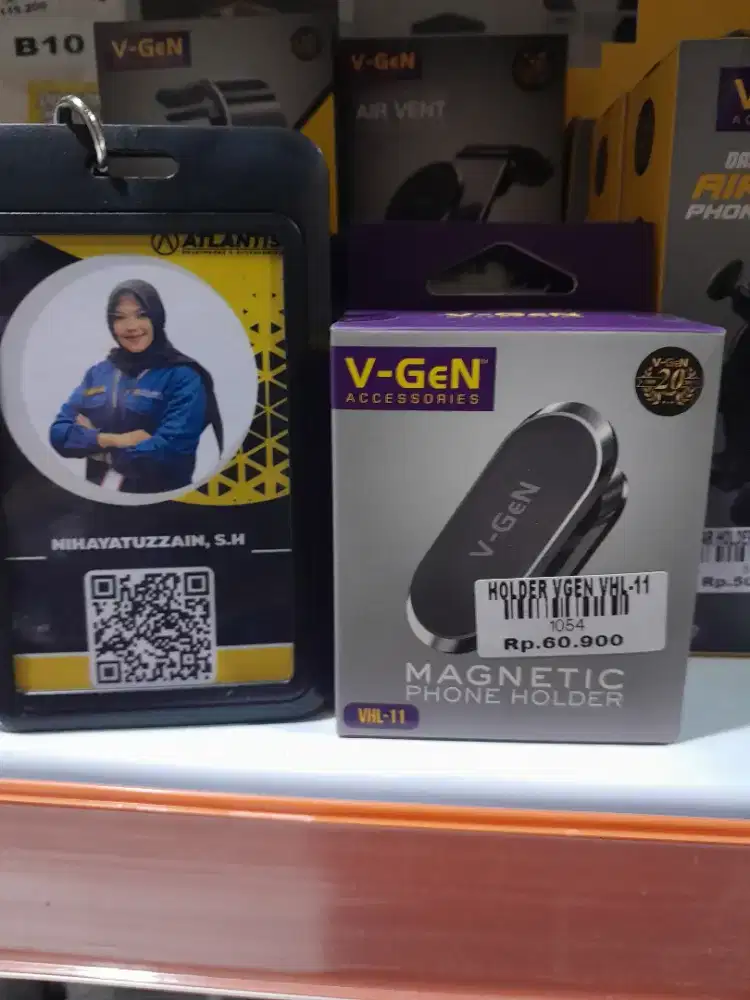 B10
V-GeN
V-GeN
AIR VENT
PHON
ATLANTIS
NIHAYATUZZAIN, S.H
V-GeN
ACCESSORIES
V-GeN
20
V-GeN
HOLDER VGEN VHL-11
1054
Rp.60.900
MAGNETIC
PHONE HOLDER
VHL-11